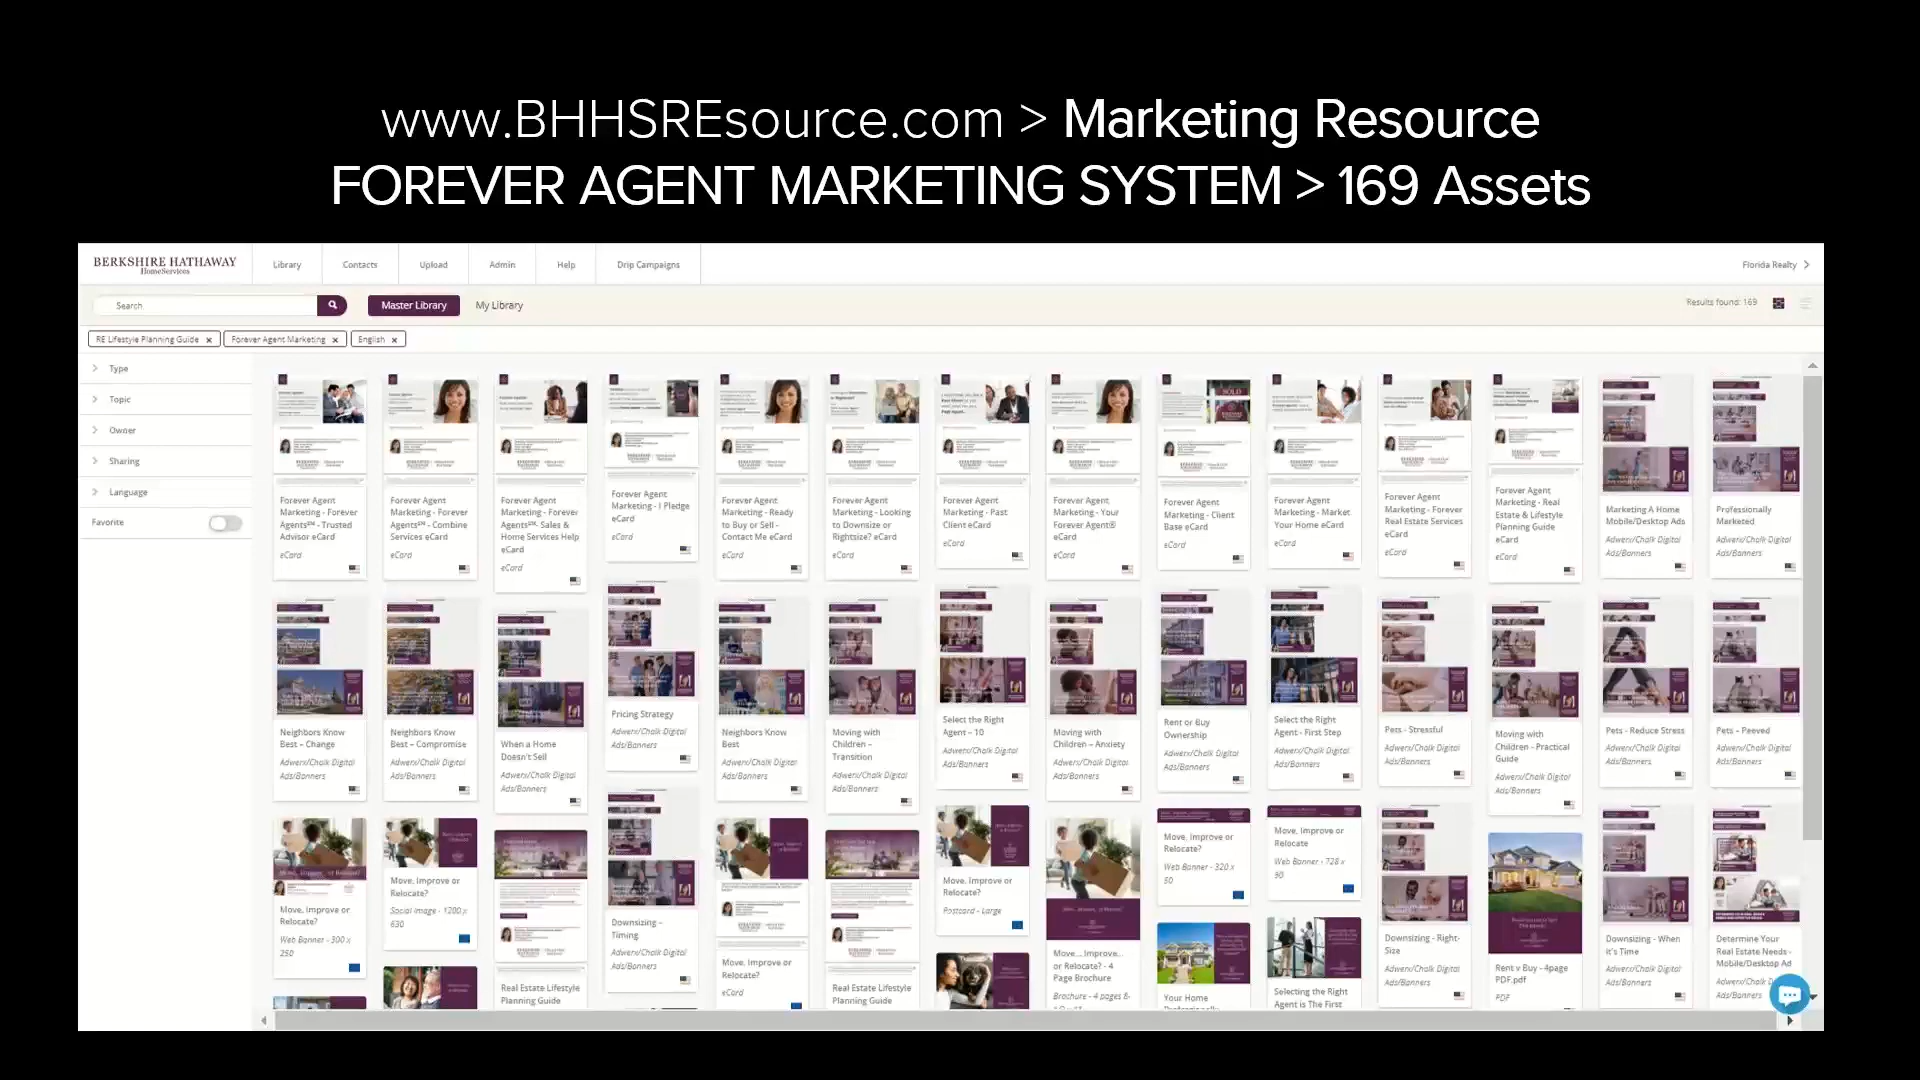 www.BHHSREsource.com > Marketing Resource
FOREVER AGENT MARKETING SYSTEM > 169 Assets
BERKSHIRE HATHAWAY
HomeServices
Library
Contacts
Upload
Admin
Help
Drip Campaigns
Florida Realty
Search
Master Library
My Library
Results found: 169
RE Lifestyle Planning Guide x
Forever Agent Marketing x
English x
Type
Topic
Owner
Sharing
Language
Favorite
Forever Agent
Marketing - Forever
Agents℠ - Trusted
Advisor eCard
eCard
Forever Agent
Marketing - Forever
Agents℠ - Combine
Services eCard
eCard
Forever Agent
Marketing - Forever
Agents℠ - Sales &
Home Services Help
eCard
eCard
Forever Agent
Marketing - I Pledge
eCard
eCard
Forever Agent
Marketing - Ready
to Buy or Sell -
Contact Me eCard
eCard
Forever Agent
Marketing - Looking
to Downsize or
Rightsize? eCard
eCard
Forever Agent
Marketing - Past
Client eCard
eCard
Forever Agent
Marketing - Your
Forever Agent®
eCard
eCard
Forever Agent
Marketing - Client
Base eCard
eCard
Forever Agent
Marketing - Market
Your Home eCard
eCard
Forever Agent
Marketing - Forever
Real Estate Services
eCard
eCard
Forever Agent
Marketing - Real
Estate & Lifestyle
Planning Guide
eCard
eCard
Marketing A Home
Mobile/Desktop Ads
Adwerx/Chalk Digital
Ads/Banners
Professionally
Marketed
Adwerx/Chalk Digital
Ads/Banners
Neighbors Know
Best – Change
Adwerx/Chalk Digital
Ads/Banners
Neighbors Know
Best – Compromise
Adwerx/Chalk Digital
Ads/Banners
When a Home
Doesn't Sell
Adwerx/Chalk Digital
Ads/Banners
Pricing Strategy
Adwerx/Chalk Digital
Ads/Banners
Neighbors Know
Best
Adwerx/Chalk Digital
Ads/Banners
Moving with
Children –
Transition
Adwerx/Chalk Digital
Ads/Banners
Select the Right
Agent – 10
Adwerx/Chalk Digital
Ads/Banners
Moving with
Children – Anxiety
Adwerx/Chalk Digital
Ads/Banners
Rent or Buy
Ownership
Adwerx/Chalk Digital
Ads/Banners
Select the Right
Agent - First Step
Adwerx/Chalk Digital
Ads/Banners
Pets - Stressful
Adwerx/Chalk Digital
Ads/Banners
Moving with
Children - Practical
Guide
Adwerx/Chalk Digital
Ads/Banners
Pets - Reduce Stress
Adwerx/Chalk Digital
Ads/Banners
Pets – Peeved
Adwerx/Chalk Digital
Ads/Banners
Move, Improve or
Relocate?
Web Banner - 300 x
250
Move, Improve or
Relocate?
Social Image - 1200 x
630
Real Estate Lifestyle
Planning Guide
Downsizing –
Timing
Adwerx/Chalk Digital
Ads/Banners
Move, Improve or
Relocate?
eCard
Real Estate Lifestyle
Planning Guide
Move, Improve or
Relocate?
Postcard - Large
Move... Improve...
or Relocate? - 4
Page Brochure
Brochure - 4 pages 8-
Move, Improve or
Relocate?
Web Banner - 320 x
50
Your Home
Professionally
Move, Improve or
Relocate
Web Banner - 728 x
90
Selecting the Right
Agent is The First
Downsizing - Right-
Size
Adwerx/Chalk Digital
Ads/Banners
Rent v Buy - 4page
PDF.pdf
PDF
Downsizing - When
it's Time
Adwerx/Chalk Digital
Ads/Banners
Determine Your
Real Estate Needs -
Mobile/Desktop Ad
Adwerx/Chalk Digital
Ads/Banners